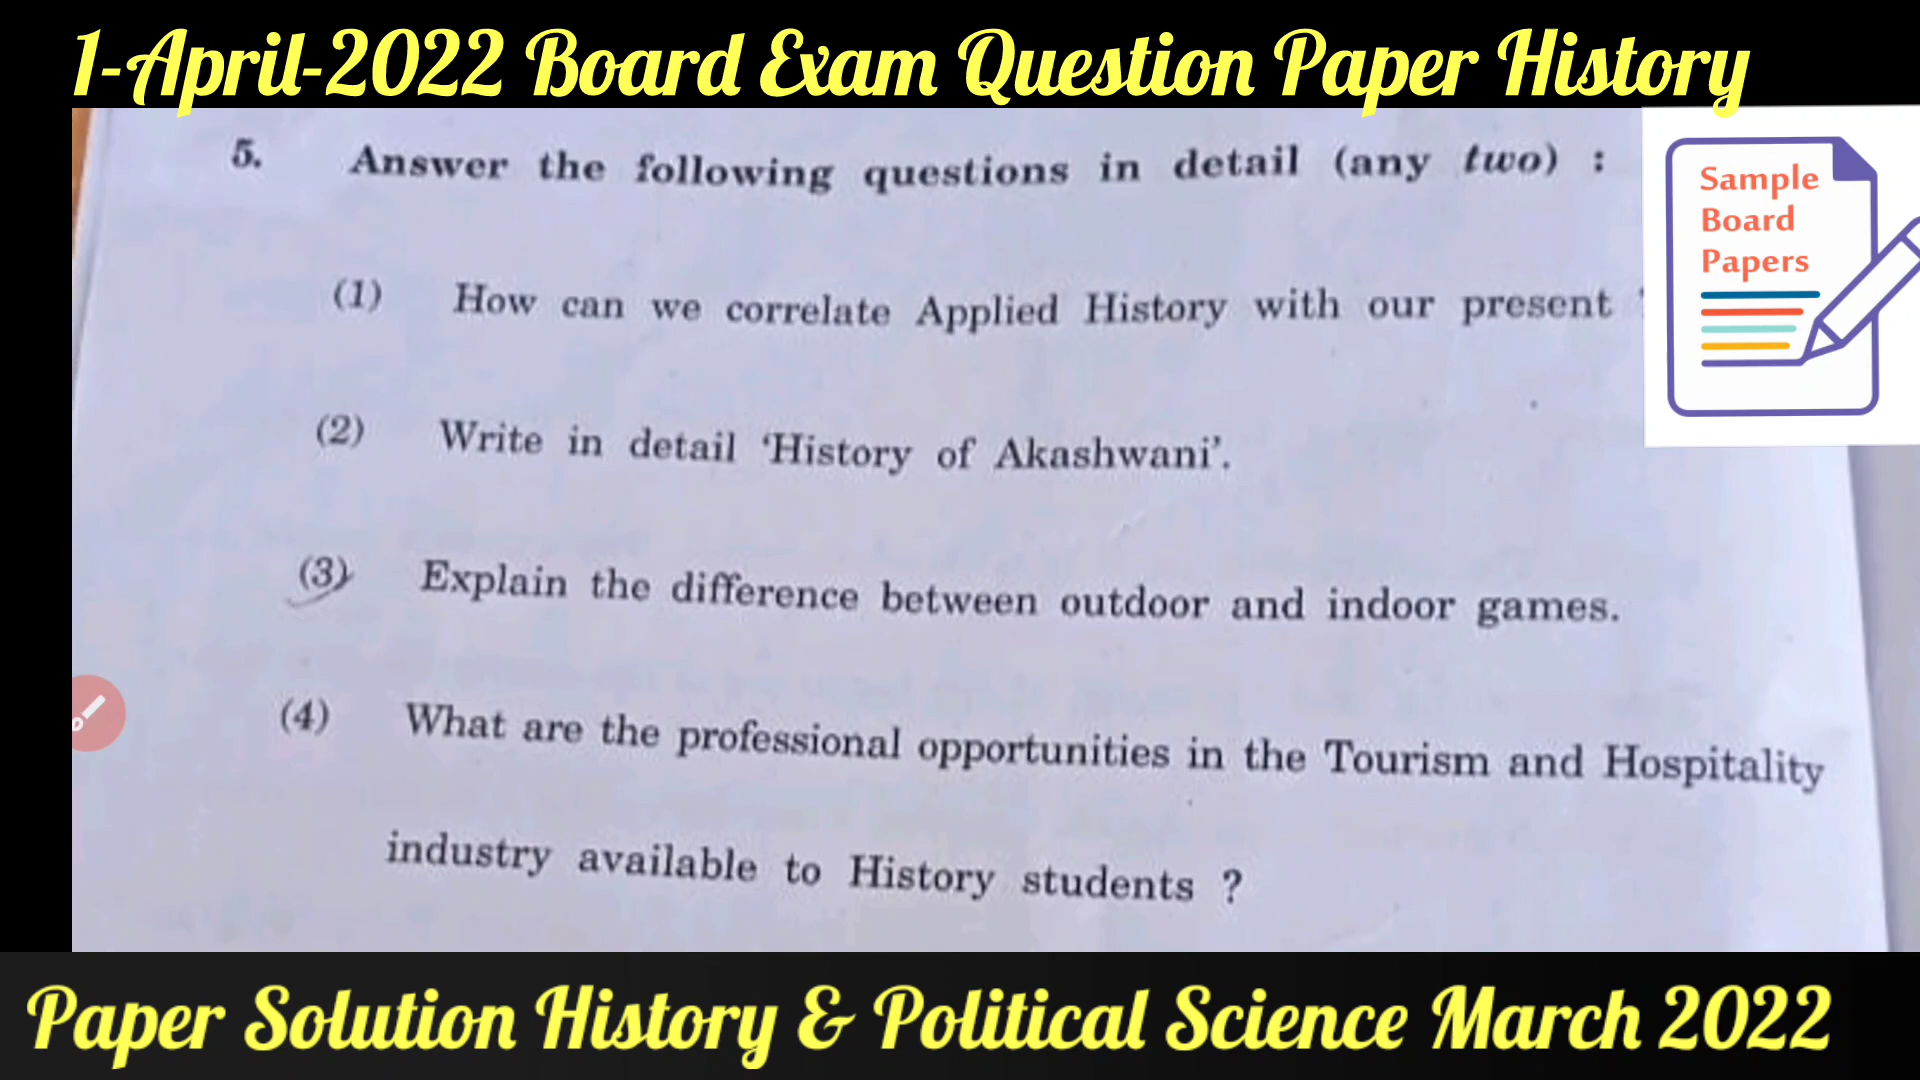 1-April-2022 Board Exam Question Paper History
5. Answer the following questions in detail (any two) :
Sample
Board
Papers
(1) How can we correlate Applied History with our present ?
(2) Write in detail ‘History of Akashwani’.
(3) Explain the difference between outdoor and indoor games.
(4) What are the professional opportunities in the Tourism and Hospitality
industry available to History students ?
Paper Solution History & Political Science March 2022